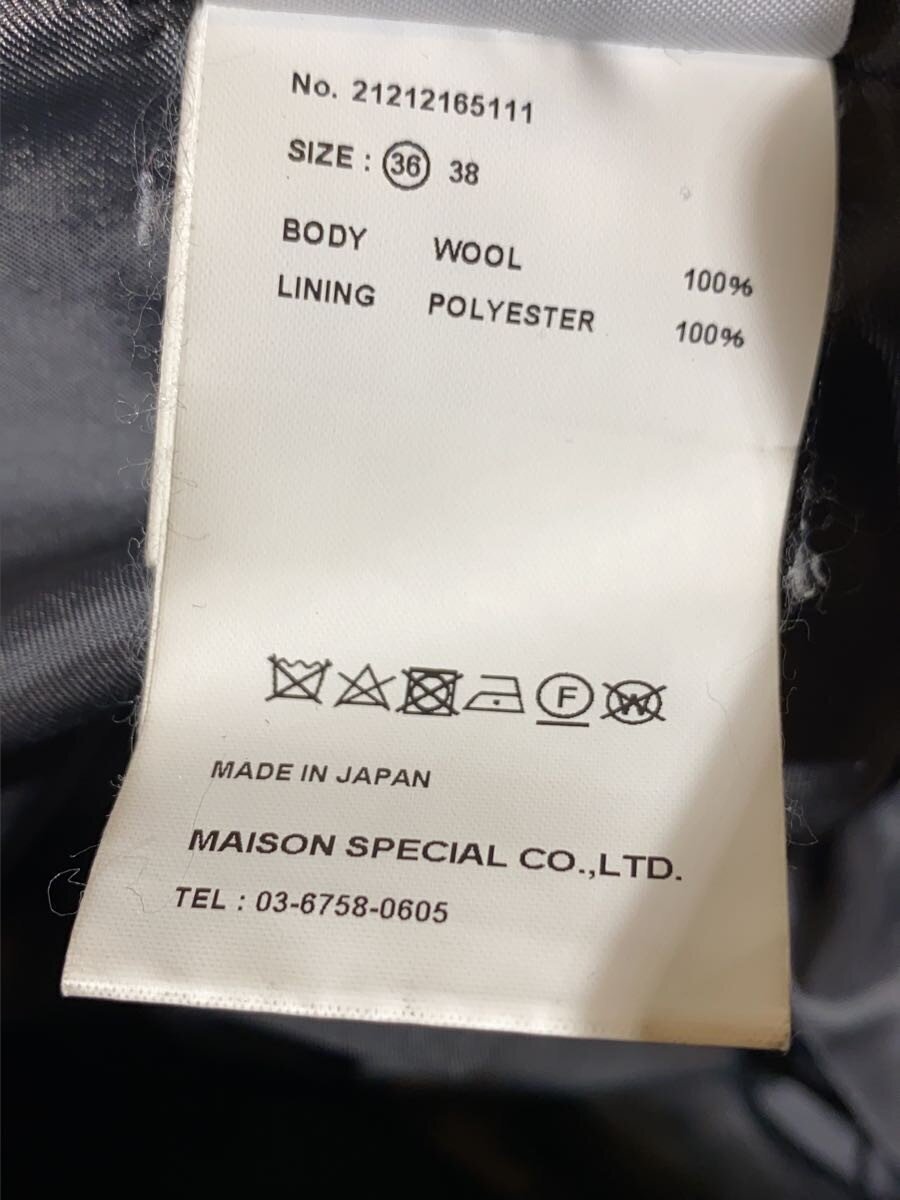 No. 21212165111
SIZE : 36 38
BODY WOOL 100%
LINING POLYESTER 100%
F W
MADE IN JAPAN
MAISON SPECIAL CO.,LTD.
TEL : 03-6758-0605